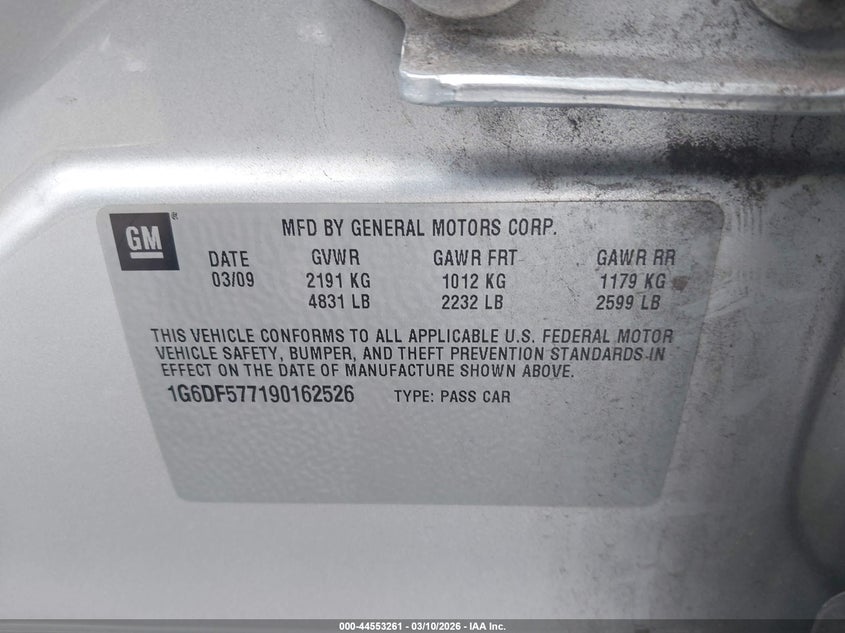 GM®
MFD BY GENERAL MOTORS CORP.
DATE GVWR GAWR FRT GAWR RR
03/09 2191 KG 1012 KG 1179 KG
4831 LB 2232 LB 2599 LB
THIS VEHICLE CONFORMS TO ALL APPLICABLE U.S. FEDERAL MOTOR
VEHICLE SAFETY, BUMPER, AND THEFT PREVENTION STANDARDS IN
EFFECT ON THE DATE OF MANUFACTURE SHOWN ABOVE.
1G6DF577190162526 TYPE: PASS CAR
000-44553261 - 03/10/2026 - IAA Inc.